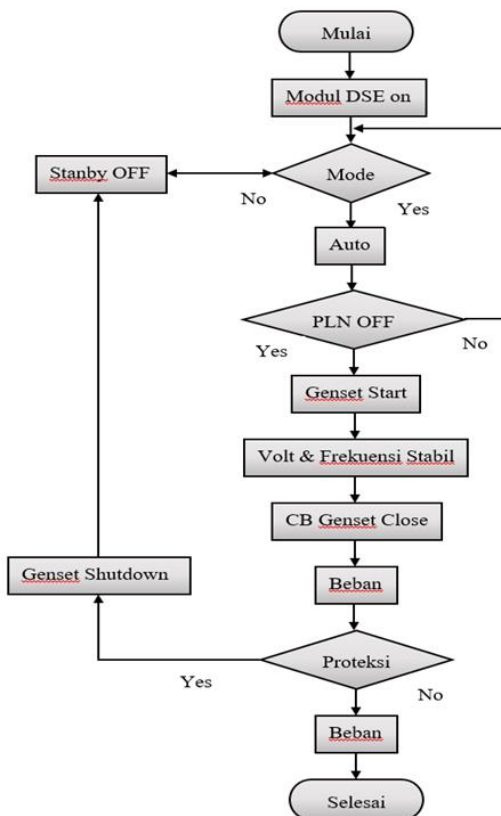 Mulai
Modul DSE on
Stanby OFF
Mode
No
Yes
Auto
PLN OFF
Yes
No
Genset Start
Volt & Frekuensi Stabil
CB Genset Close
Genset Shutdown
Beban
Proteksi
Yes
No
Beban
Selesai